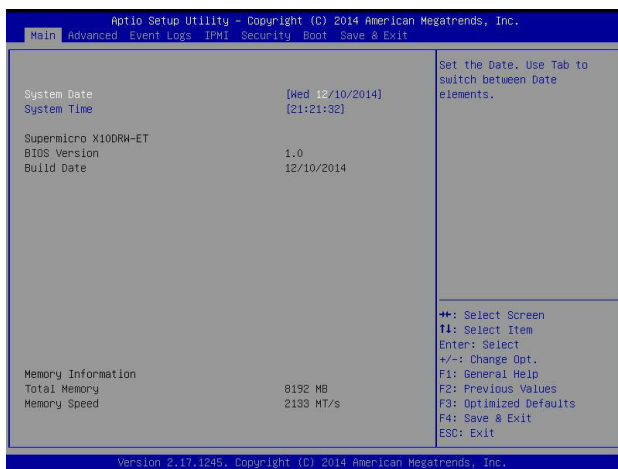 Aptio Setup Utility – Copyright (C) 2014 American Megatrends, Inc.
Main Advanced Event Logs IPMI Security Boot Save & Exit
System Date [Wed 12/10/2014]
System Time [21:21:32]
Supermicro X10DRW-ET
BIOS Version 1.0
Build Date 12/10/2014
Memory Information
Total Memory 8192 MB
Memory Speed 2133 MT/s
Set the Date. Use Tab to
switch between Date
elements.
→←: Select Screen
↑↓: Select Item
Enter: Select
+/-: Change Opt.
F1: General Help
F2: Previous Values
F3: Optimized Defaults
F4: Save & Exit
ESC: Exit
Version 2.17.1245. Copyright (C) 2014 American Megatrends, Inc.